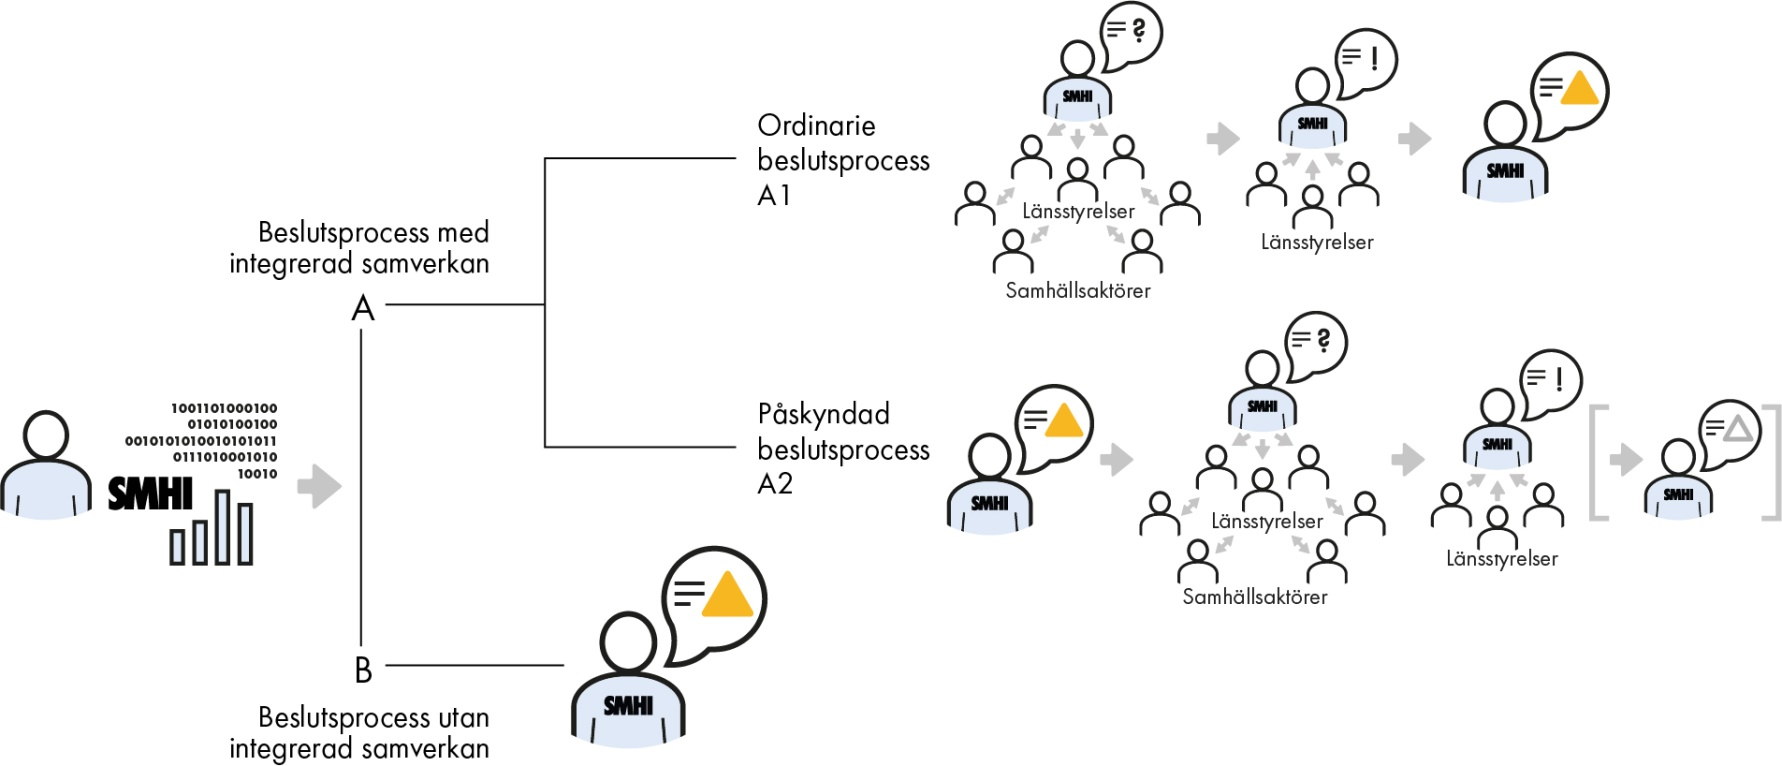 1001101000100
01010100100
0010101010010101011
0111010001010
10010
SMHI
Beslutsprocess med
integrerad samverkan
A
B
Beslutsprocess utan
integrerad samverkan
SMHI
Ordinarie
beslutsprocess
A1
?
SMHI
Länsstyrelser
Samhällsaktörer
!
SMHI
Länsstyrelser
SMHI
Påskyndad
beslutsprocess
A2
SMHI
?
SMHI
Länsstyrelser
Samhällsaktörer
!
SMHI
Länsstyrelser
SMHI